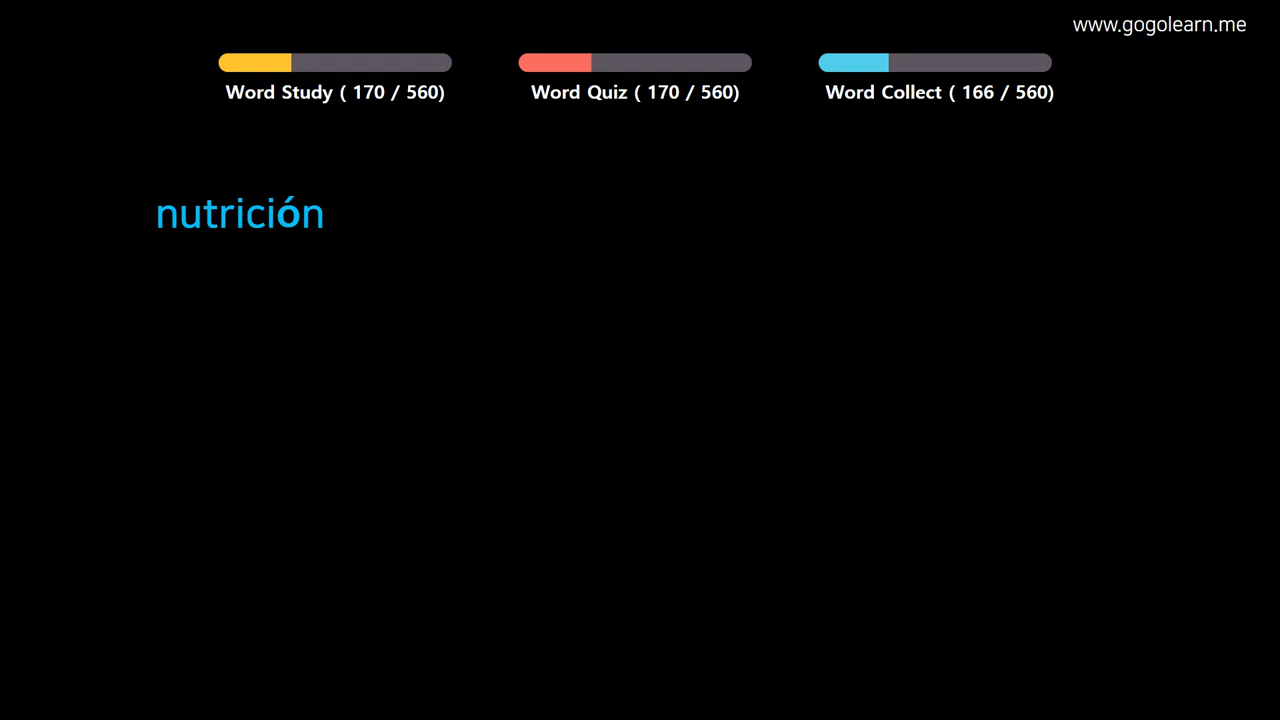 www.gogolearn.me
Word Study ( 170 / 560)
Word Quiz ( 170 / 560)
Word Collect ( 166 / 560)
nutrición